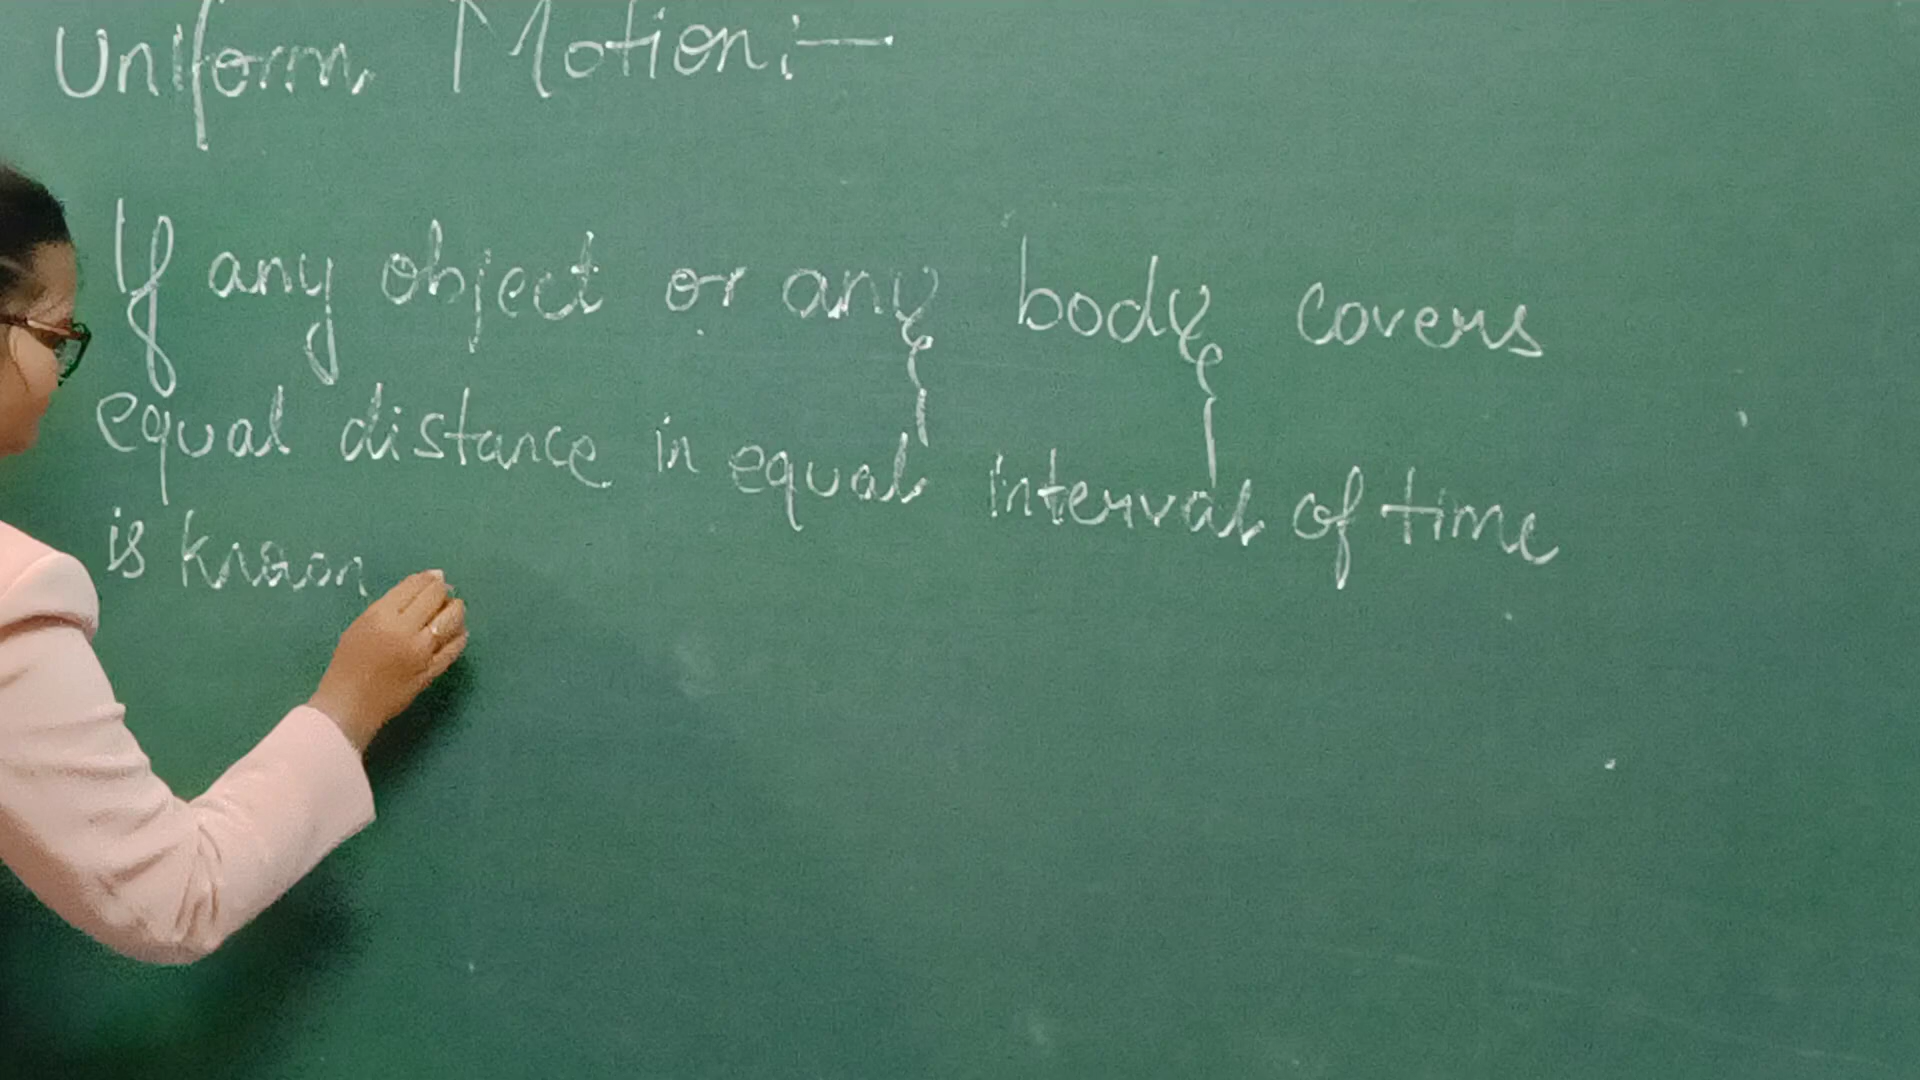 Uniform Motion:-
If any object or any body covers
equal distance in equal interval of time
is known